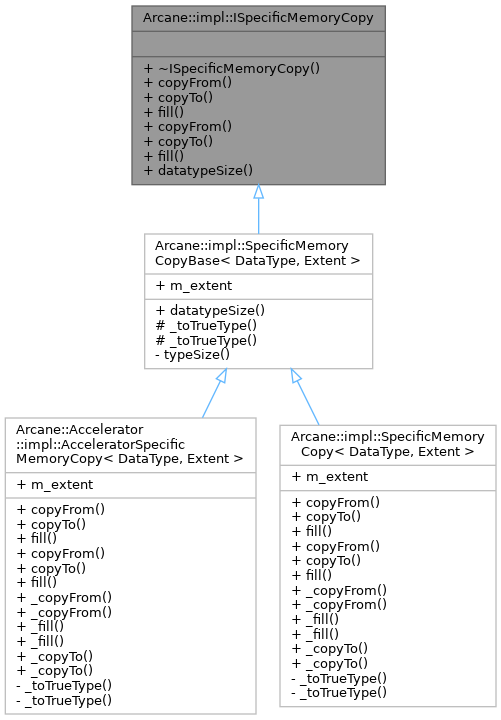 Arcane::impl::ISpecificMemoryCopy
+ ~ISpecificMemoryCopy()
+ copyFrom()
+ copyTo()
+ fill()
+ copyFrom()
+ copyTo()
+ fill()
+ datatypeSize()
Arcane::impl::SpecificMemory
CopyBase< DataType, Extent >
+ m_extent
+ datatypeSize()
# _toTrueType()
# _toTrueType()
- typeSize()
Arcane::Accelerator
::impl::AcceleratorSpecific
MemoryCopy< DataType, Extent >
+ m_extent
+ copyFrom()
+ copyTo()
+ fill()
+ copyFrom()
+ copyTo()
+ fill()
+ _copyFrom()
+ _copyFrom()
+ _fill()
+ _fill()
+ _copyTo()
+ _copyTo()
- _toTrueType()
- _toTrueType()
Arcane::impl::SpecificMemory
Copy< DataType, Extent >
+ m_extent
+ copyFrom()
+ copyTo()
+ fill()
+ copyFrom()
+ copyTo()
+ fill()
+ _copyFrom()
+ _copyFrom()
+ _fill()
+ _fill()
+ _copyTo()
+ _copyTo()
- _toTrueType()
- _toTrueType()